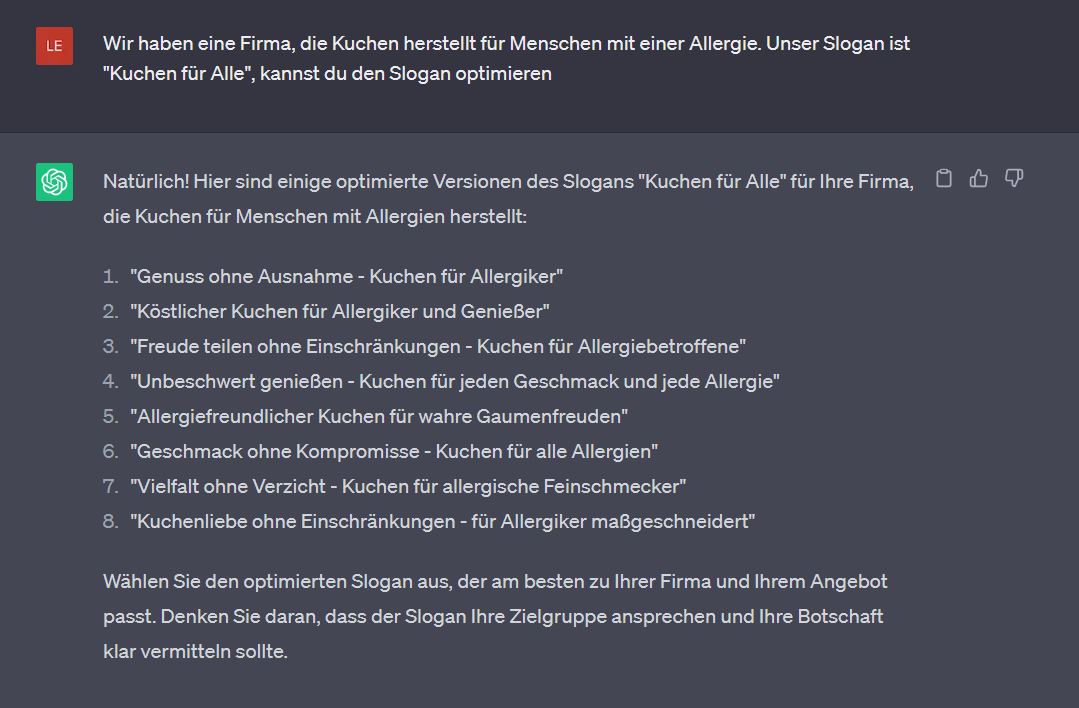 LE
Wir haben eine Firma, die Kuchen herstellt für Menschen mit einer Allergie. Unser Slogan ist
"Kuchen für Alle", kannst du den Slogan optimieren
Natürlich! Hier sind einige optimierte Versionen des Slogans "Kuchen für Alle" für Ihre Firma,
die Kuchen für Menschen mit Allergien herstellt:
1. "Genuss ohne Ausnahme - Kuchen für Allergiker"
2. "Köstlicher Kuchen für Allergiker und Genießer"
3. "Freude teilen ohne Einschränkungen - Kuchen für Allergiebetroffene"
4. "Unbeschwert genießen - Kuchen für jeden Geschmack und jede Allergie"
5. "Allergiefreundlicher Kuchen für wahre Gaumenfreuden"
6. "Geschmack ohne Kompromisse - Kuchen für alle Allergien"
7. "Vielfalt ohne Verzicht - Kuchen für allergische Feinschmecker"
8. "Kuchenliebe ohne Einschränkungen - für Allergiker maßgeschneidert"
Wählen Sie den optimierten Slogan aus, der am besten zu Ihrer Firma und Ihrem Angebot
passt. Denken Sie daran, dass der Slogan Ihre Zielgruppe ansprechen und Ihre Botschaft
klar vermitteln sollte.